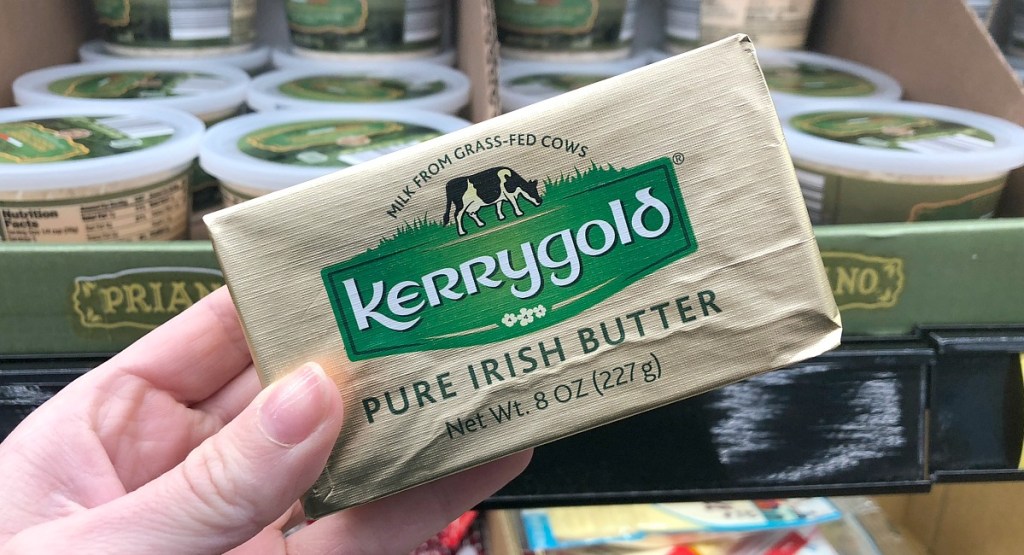 MILK FROM GRASS-FED COWS
Kerrygold ®
PURE IRISH BUTTER
Net Wt. 8 OZ (227 g)
Nutrition
Facts
PRIAN
NO